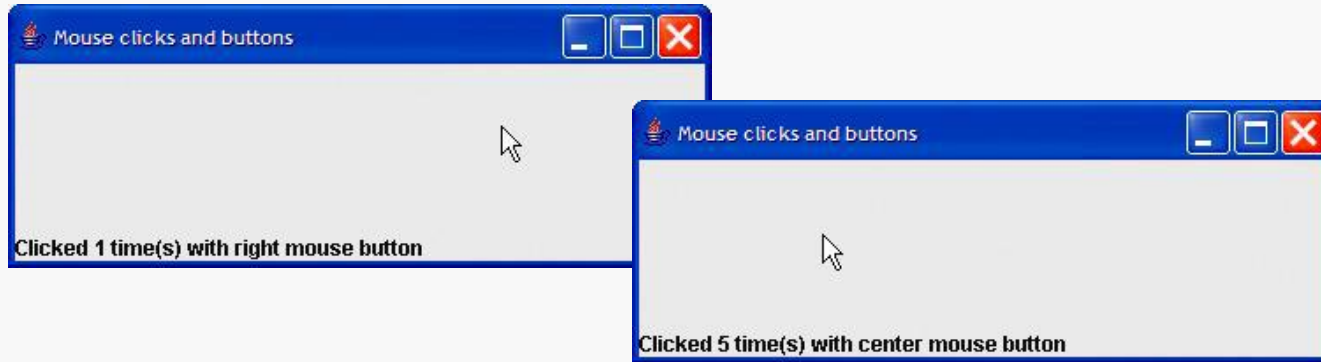 Mouse clicks and buttons
Clicked 1 time(s) with right mouse button
Mouse clicks and buttons
Clicked 5 time(s) with center mouse button